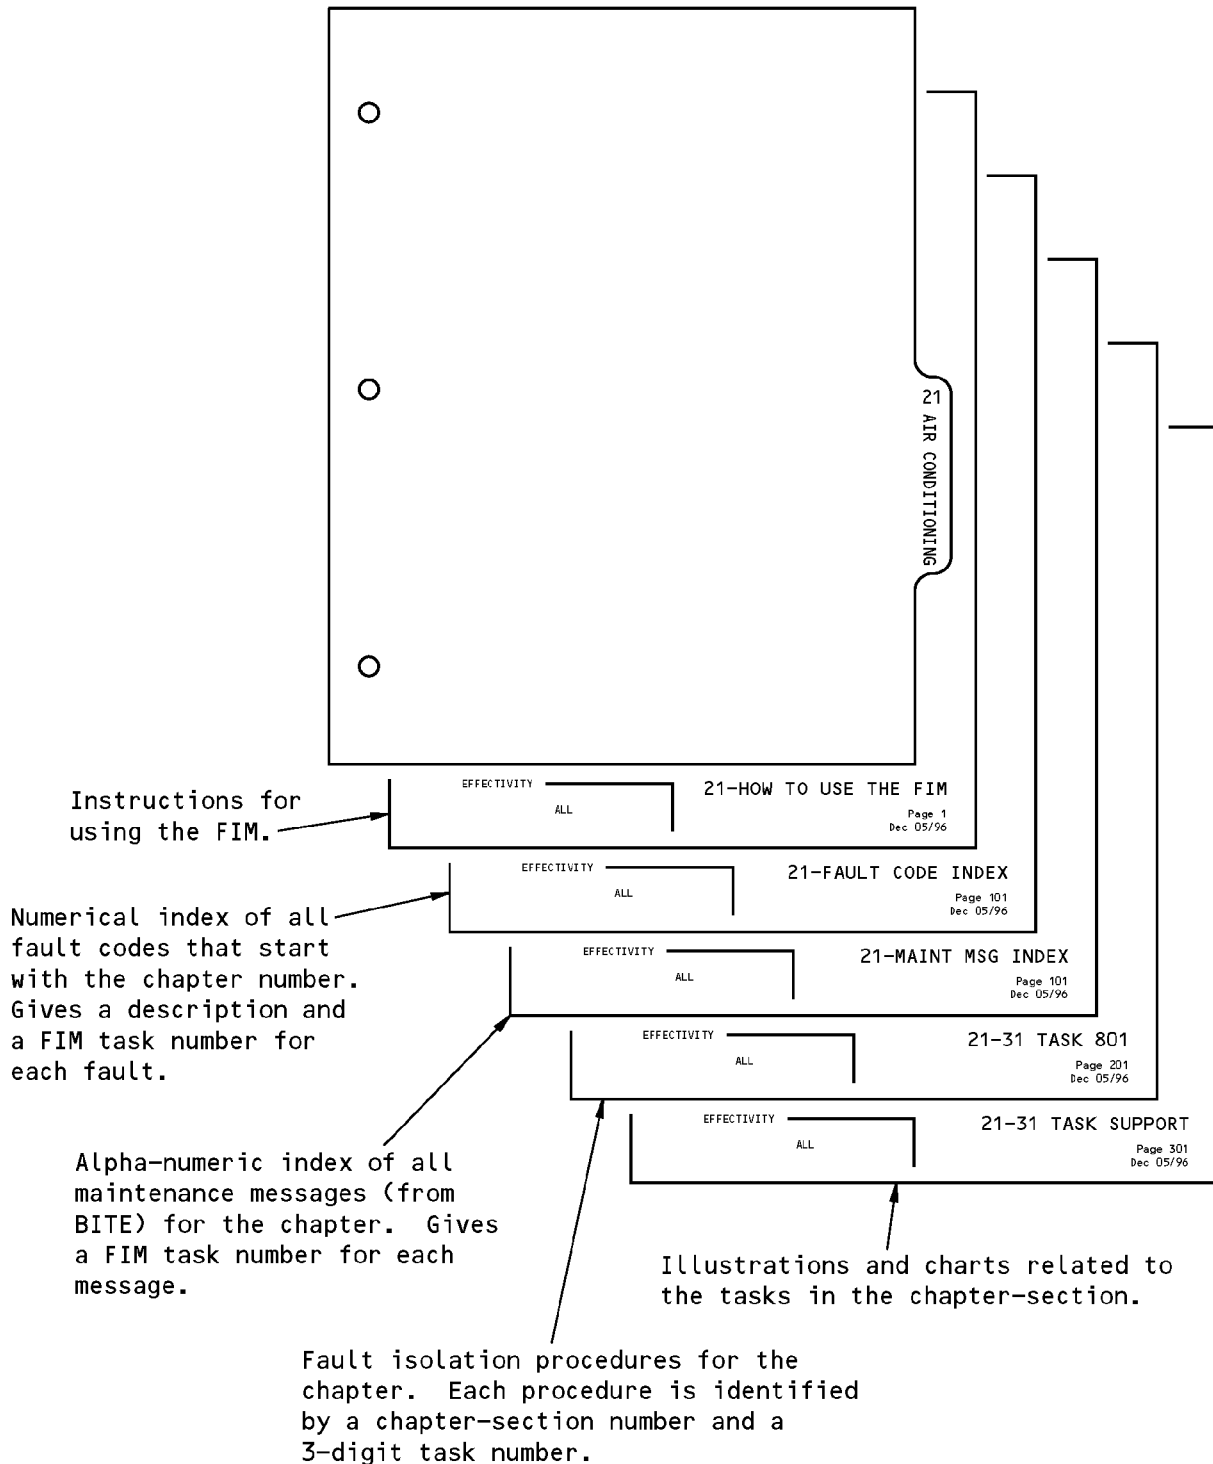 21 AIR CONDITIONING
EFFECTIVITY
ALL
21-HOW TO USE THE FIM
Page 1
Dec 05/96
Instructions for
using the FIM.
EFFECTIVITY
ALL
21-FAULT CODE INDEX
Page 101
Dec 05/96
Numerical index of all
fault codes that start
with the chapter number.
Gives a description and
a FIM task number for
each fault.
EFFECTIVITY
ALL
21-MAINT MSG INDEX
Page 101
Dec 05/96
EFFECTIVITY
ALL
21-31 TASK 801
Page 201
Dec 05/96
EFFECTIVITY
ALL
21-31 TASK SUPPORT
Page 301
Dec 05/96
Alpha-numeric index of all
maintenance messages (from
BITE) for the chapter. Gives
a FIM task number for each
message.
Illustrations and charts related to
the tasks in the chapter-section.
Fault isolation procedures for the
chapter. Each procedure is identified
by a chapter-section number and a
3-digit task number.